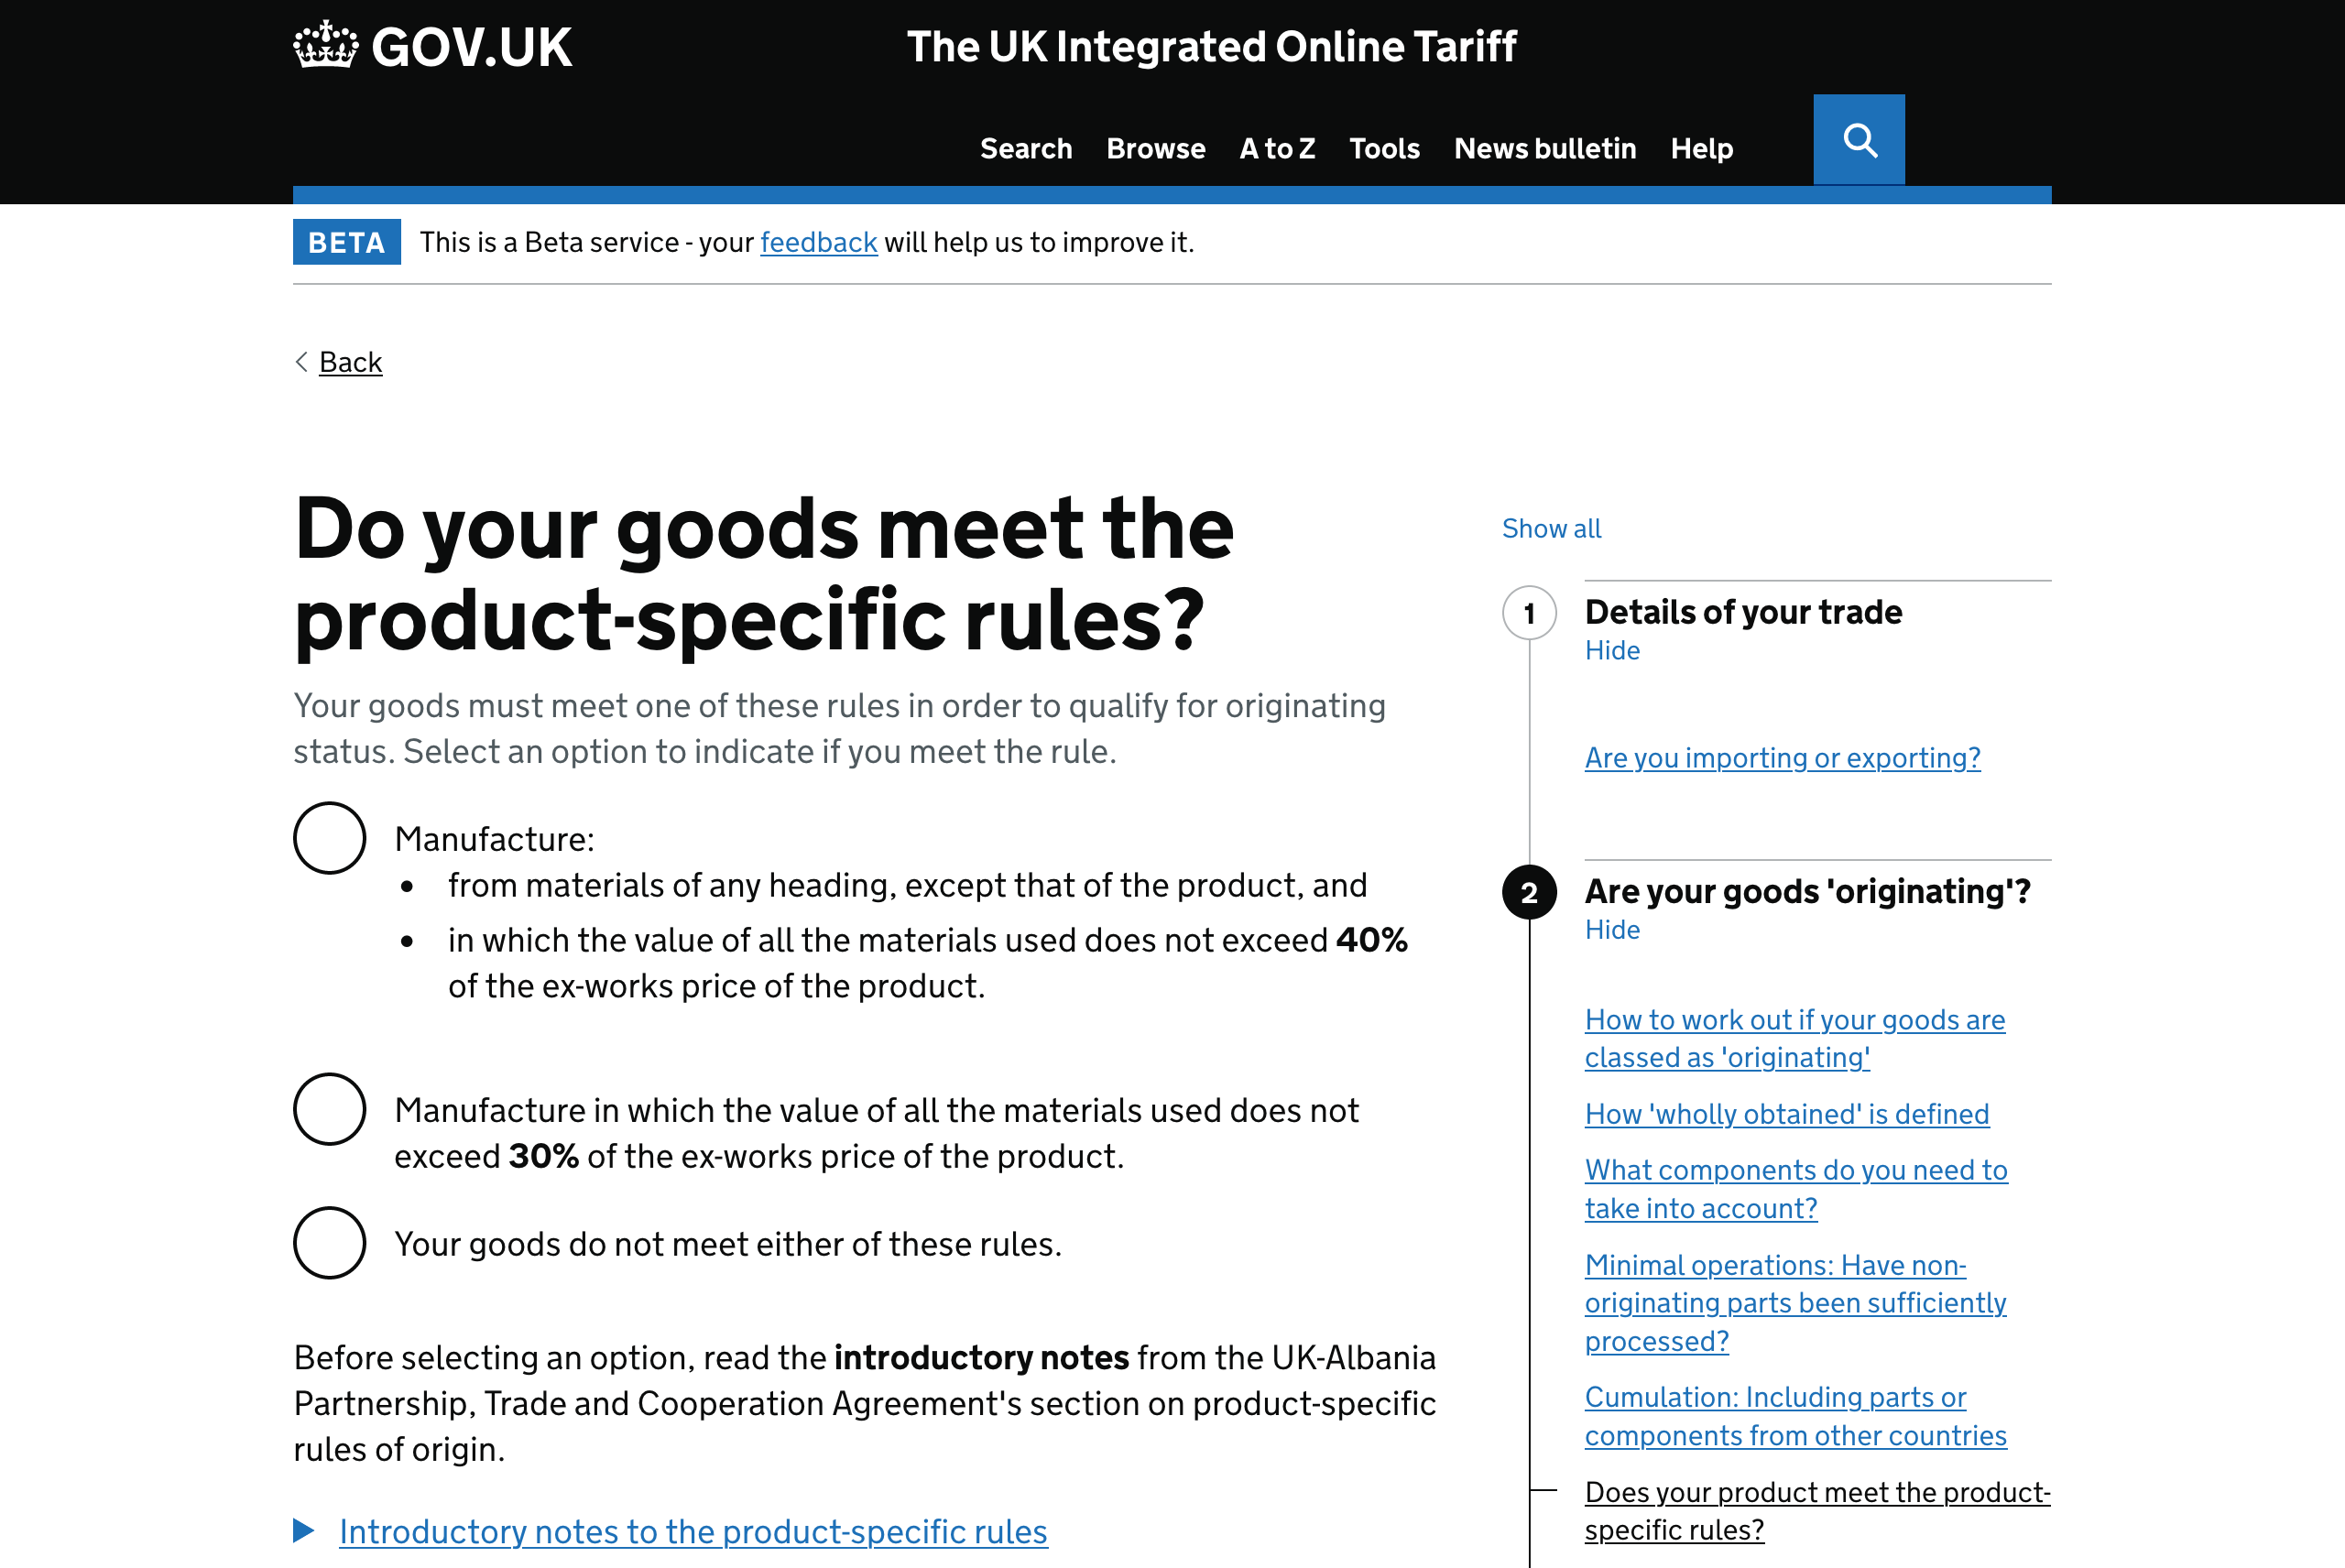 GOV.UK
The UK Integrated Online Tariff
Search Browse A to Z Tools News bulletin Help
BETA This is a Beta service - your feedback will help us to improve it.
Back
Do your goods meet the
product-specific rules?
Your goods must meet one of these rules in order to qualify for originating
status. Select an option to indicate if you meet the rule.
Manufacture:
• from materials of any heading, except that of the product, and
• in which the value of all the materials used does not exceed 40%
of the ex-works price of the product.
Manufacture in which the value of all the materials used does not
exceed 30% of the ex-works price of the product.
Your goods do not meet either of these rules.
Before selecting an option, read the introductory notes from the UK-Albania
Partnership, Trade and Cooperation Agreement's section on product-specific
rules of origin.
Introductory notes to the product-specific rules
Show all
1 Details of your trade
Hide
Are you importing or exporting?
2 Are your goods 'originating'?
Hide
How to work out if your goods are
classed as 'originating'
How 'wholly obtained' is defined
What components do you need to
take into account?
Minimal operations: Have non-
originating parts been sufficiently
processed?
Cumulation: Including parts or
components from other countries
Does your product meet the product-
specific rules?